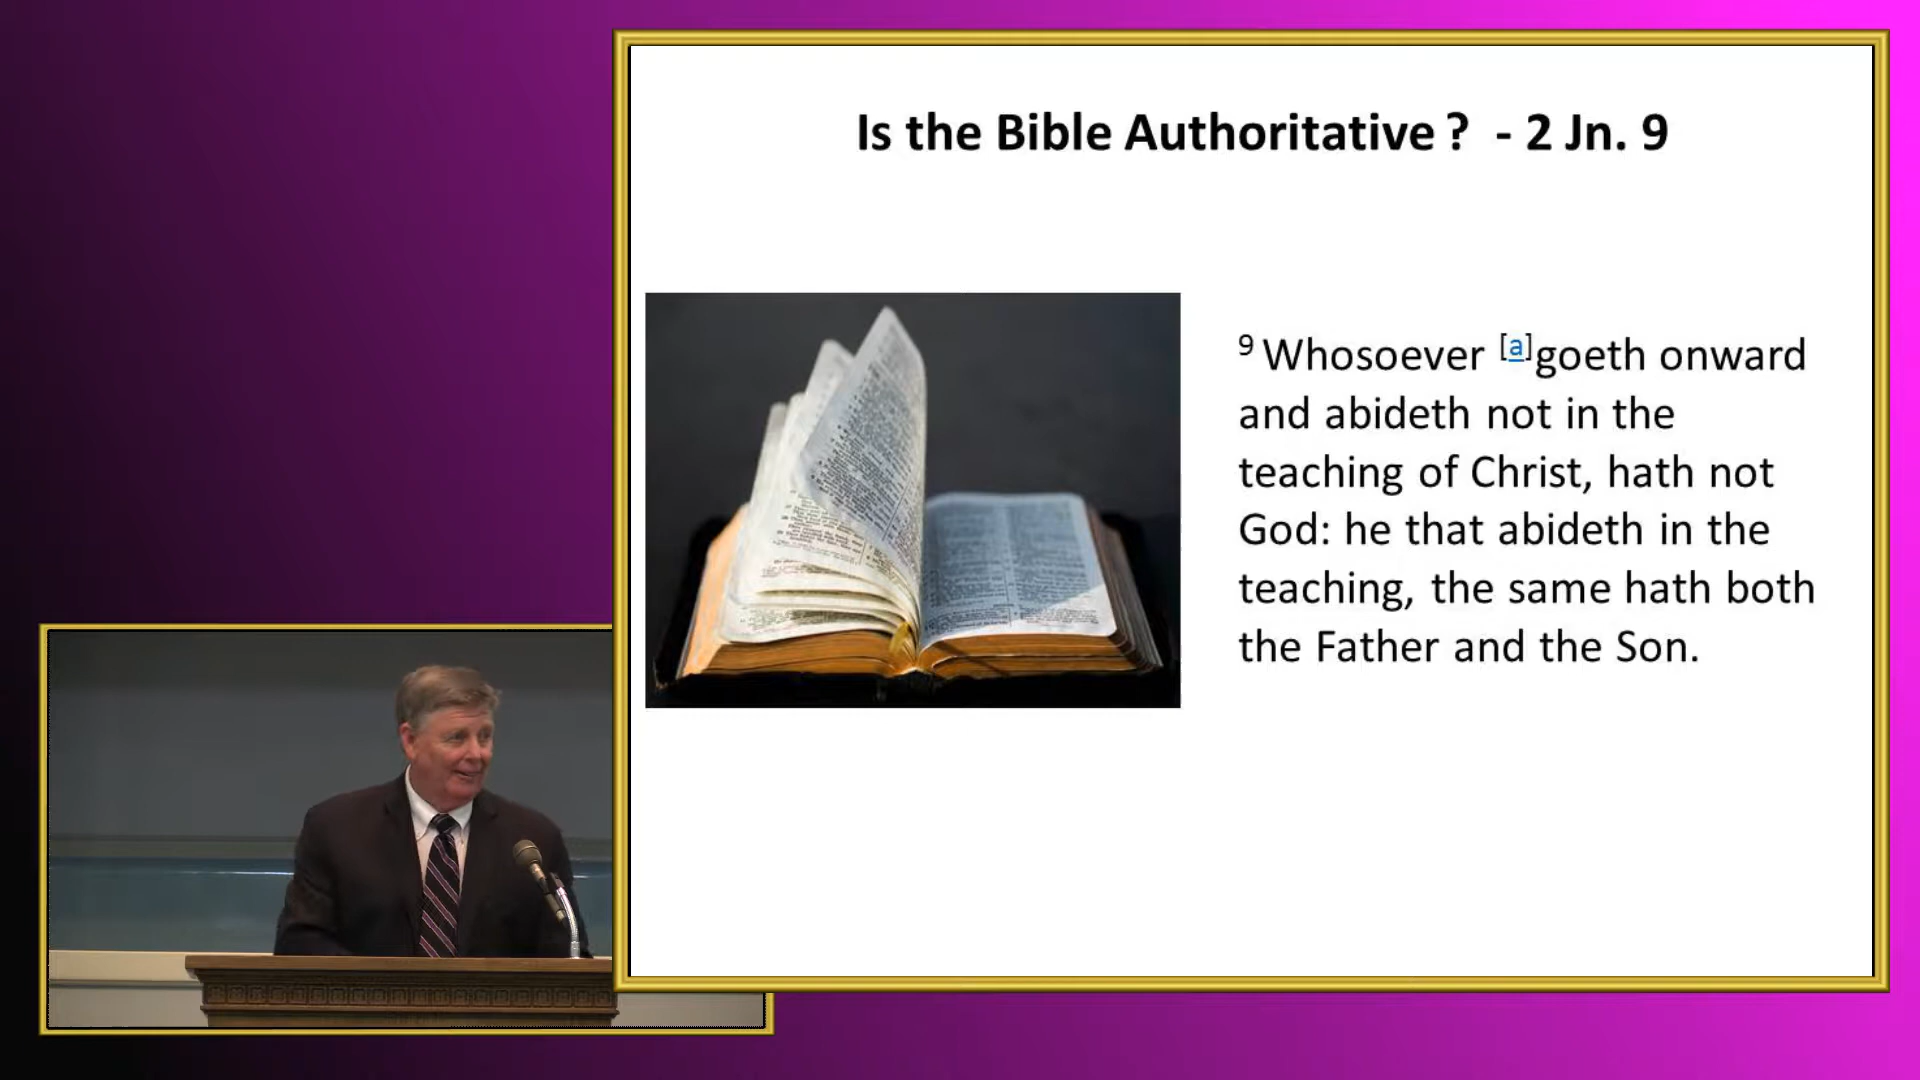 Is the Bible Authoritative ?  - 2 Jn. 9
9 Whosoever [a]goeth onward
and abideth not in the
teaching of Christ, hath not
God: he that abideth in the
teaching, the same hath both
the Father and the Son.